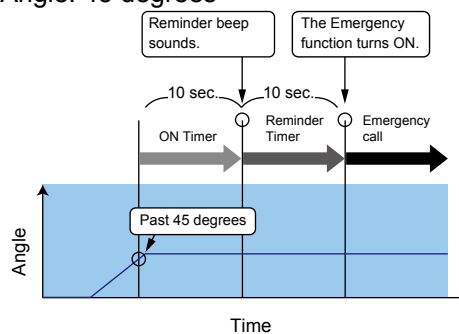 Angle: 45 degrees
Reminder beep
sounds.
The Emergency
function turns ON.
10 sec.
10 sec.
ON Timer
Reminder
Timer
Emergency
call
Past 45 degrees
Angle
Time